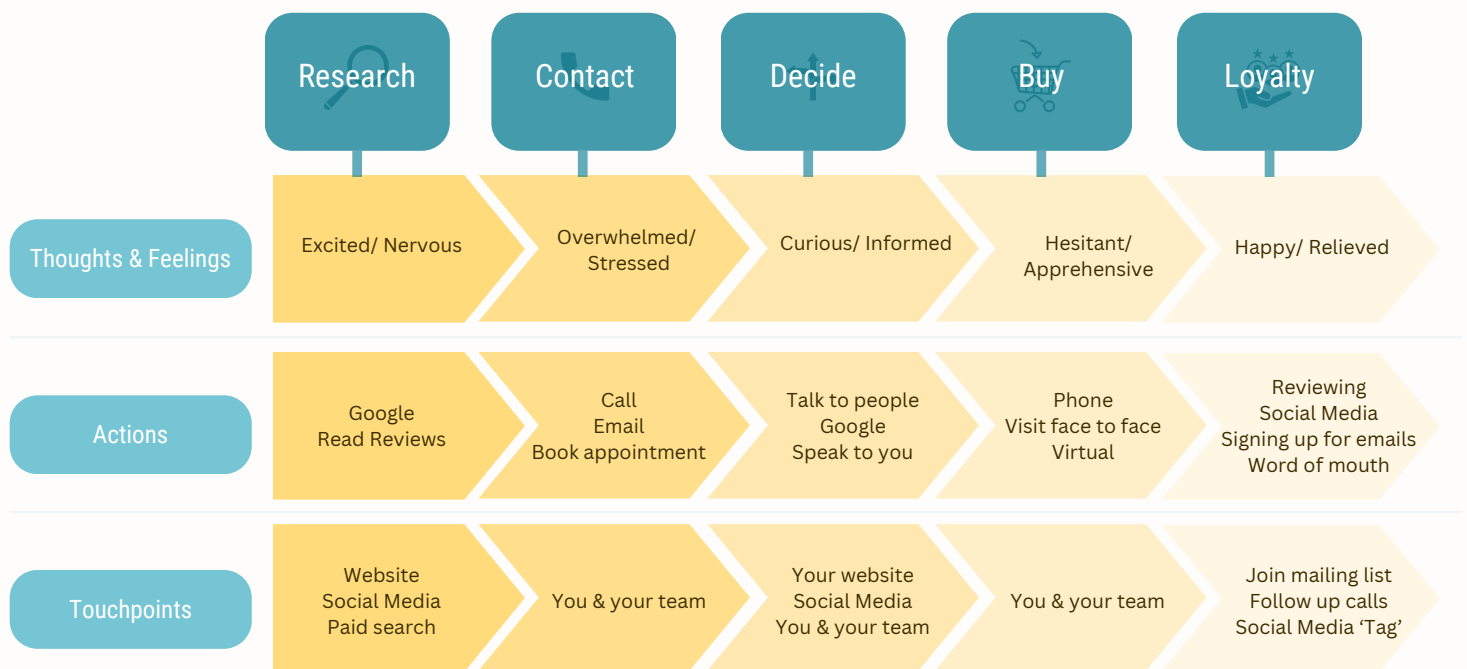 Research
Contact
Decide
Buy
Loyalty
Thoughts & Feelings
Excited/ Nervous
Overwhelmed/
Stressed
Curious/ Informed
Hesitant/
Apprehensive
Happy/ Relieved
Actions
Google
Read Reviews
Call
Email
Book appointment
Talk to people
Google
Speak to you
Phone
Visit face to face
Virtual
Reviewing
Social Media
Signing up for emails
Word of mouth
Touchpoints
Website
Social Media
Paid search
You & your team
Your website
Social Media
You & your team
You & your team
Join mailing list
Follow up calls
Social Media ‘Tag’